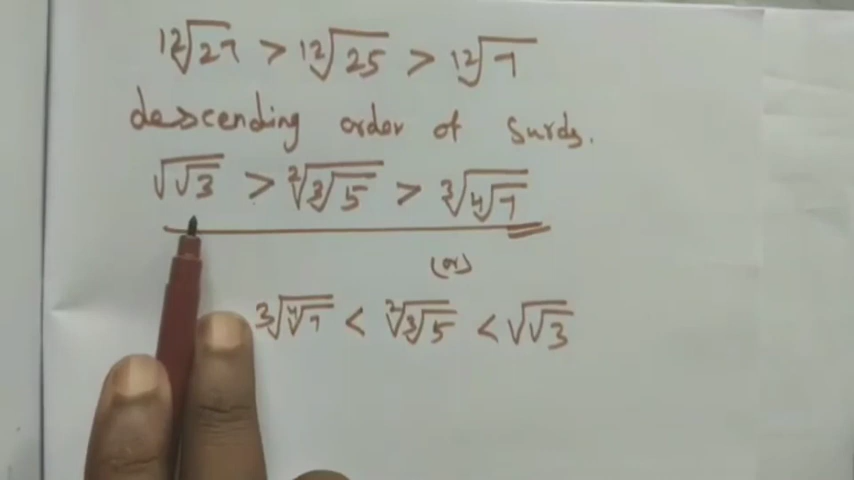 ¹²√27 > ¹²√25 > ¹²√7
descending order of Surds.
√√3 > ²√³√5 > ³√⁴√7
(or)
³√⁴√7 < ²√³√5 < √√3